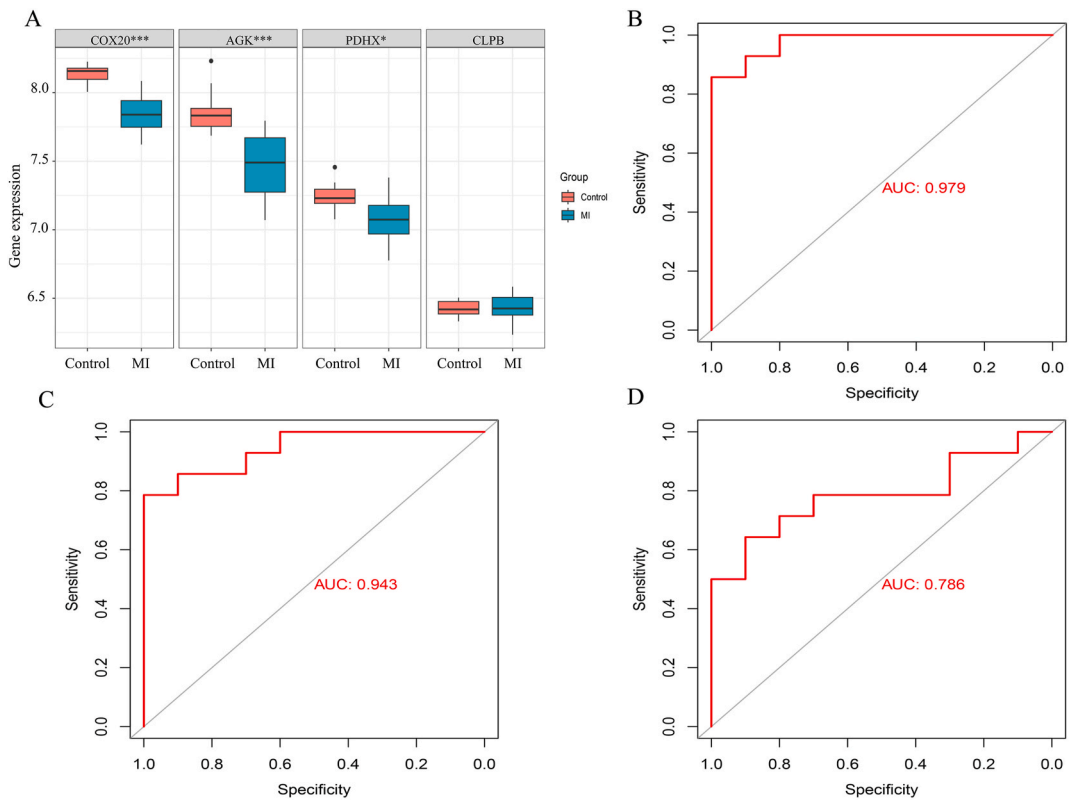 A
COX20***
AGK***
PDHX*
CLPB
Gene expression
8.0
7.5
7.0
6.5
Control
MI
Control
MI
Control
MI
Control
MI
Group
Control
MI
B
Sensitivity
1.0
0.8
0.6
0.4
0.2
0.0
AUC: 0.979
1.0 0.8 0.6 0.4 0.2 0.0
Specificity
C
Sensitivity
1.0
0.8
0.6
0.4
0.2
0.0
AUC: 0.943
1.0 0.8 0.6 0.4 0.2 0.0
Specificity
D
Sensitivity
1.0
0.8
0.6
0.4
0.2
0.0
AUC: 0.786
1.0 0.8 0.6 0.4 0.2 0.0
Specificity